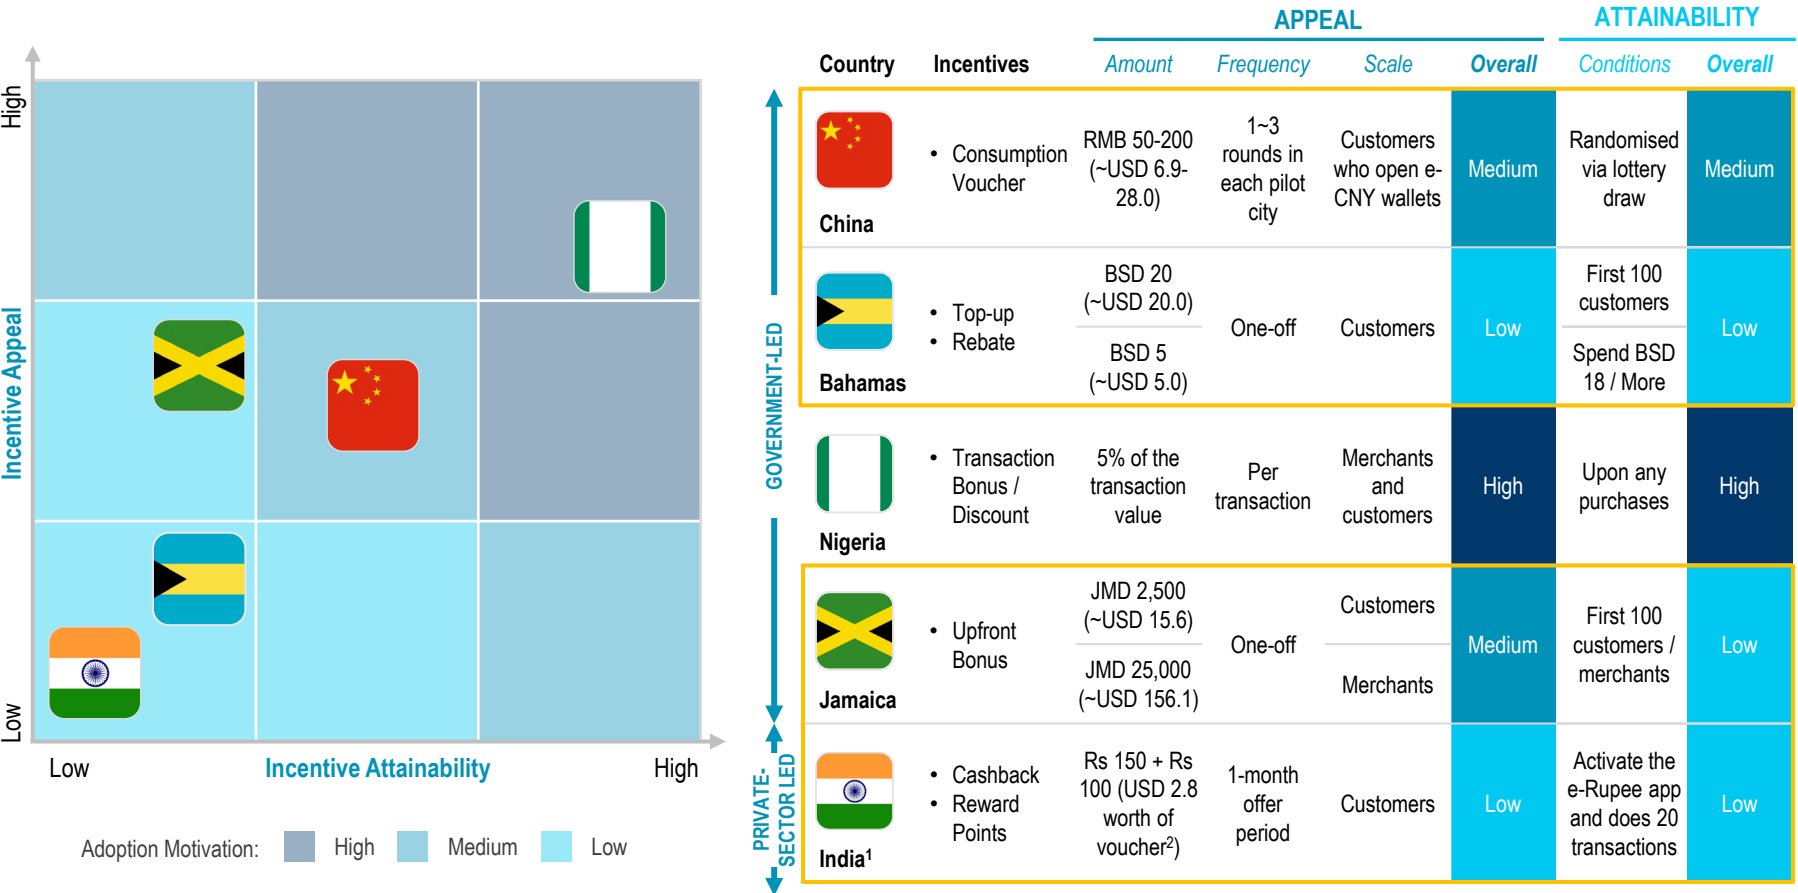 High
Incentive Appeal
Low
Low
Incentive Attainability
High
Adoption Motivation:
High
Medium
Low
APPEAL
ATTAINABILITY
Country
Incentives
Amount
Frequency
Scale
Overall
Conditions
Overall
GOVERNMENT-LED
PRIVATE-
SECTOR LED
China
• Consumption
Voucher
RMB 50-200
(~USD 6.9-
28.0)
1~3
rounds in
each pilot
city
Customers
who open e-
CNY wallets
Medium
Randomised
via lottery
draw
Medium
Bahamas
• Top-up
• Rebate
BSD 20
(~USD 20.0)
BSD 5
(~USD 5.0)
One-off
Customers
Low
First 100
customers
Spend BSD
18 / More
Low
Nigeria
• Transaction
Bonus /
Discount
5% of the
transaction
value
Per
transaction
Merchants
and
customers
High
Upon any
purchases
High
Jamaica
• Upfront
Bonus
JMD 2,500
(~USD 15.6)
JMD 25,000
(~USD 156.1)
One-off
Customers
Merchants
Medium
First 100
customers /
merchants
Low
India¹
• Cashback
• Reward
Points
Rs 150 + Rs
100 (USD 2.8
worth of
voucher²)
1-month
offer
period
Customers
Low
Activate the
e-Rupee app
and does 20
transactions
Low